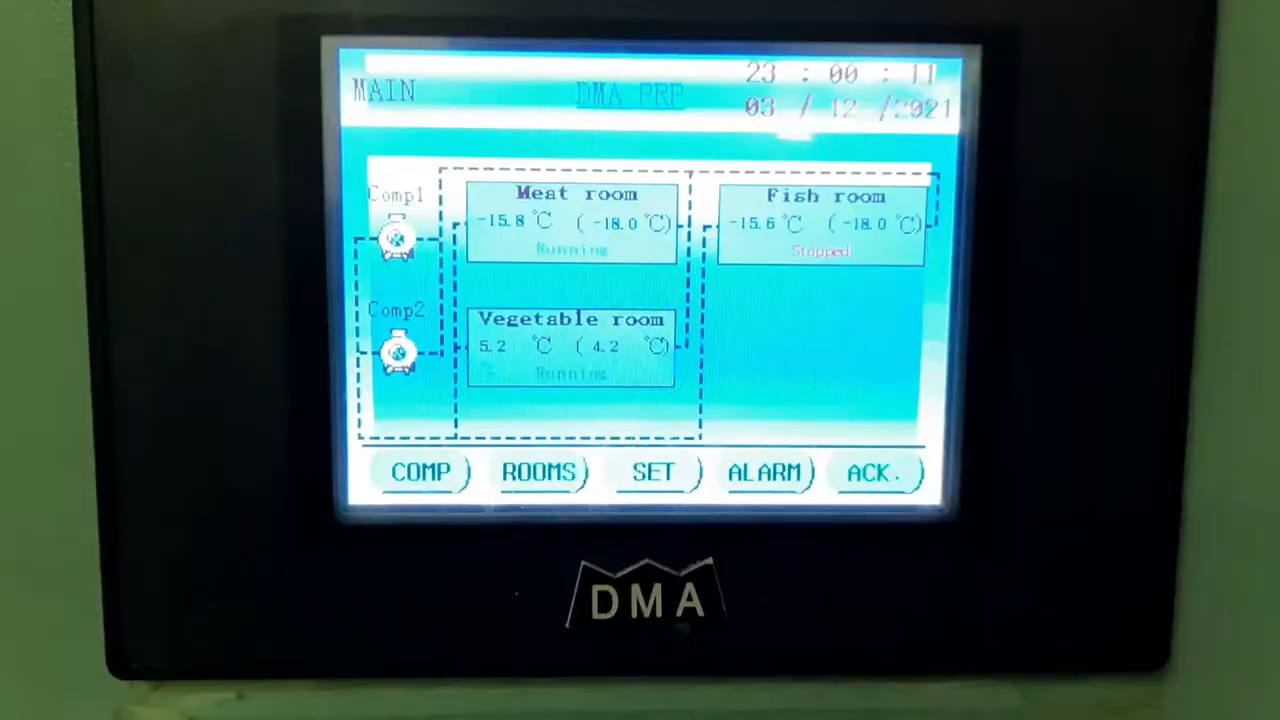 MAIN DMA PRP 23 : 00 : 11
03 / 12 /2021
Comp1
Meat room
-15.8 ℃ ( -18.0 ℃)
Running
Fish room
-15.6 ℃ ( -18.0 ℃)
Stopped
Comp2
Vegetable room
5.2 ℃ ( 4.2 ℃)
Running
COMP ROOMS SET ALARM ACK.
DMA